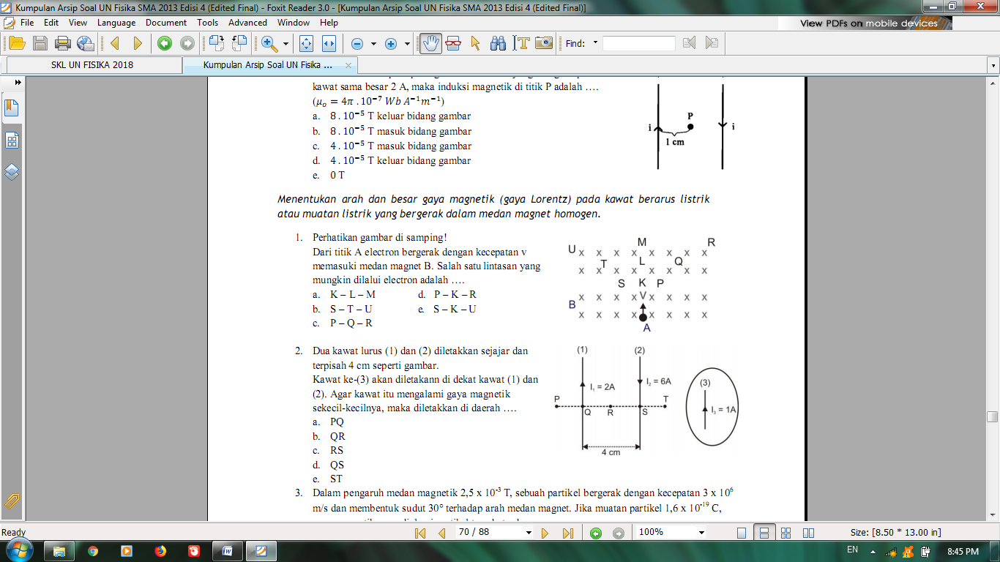 Kumpulan Arsip Soal UN Fisika SMA 2013 Edisi 4 (Edited Final) - Foxit Reader 3.0 - [Kumpulan Arsip Soal UN Fisika SMA 2013 Edisi 4 (Edited Final)]
File Edit View Language Document Tools Advanced Window Help
View PDFs on mobile devices
Find:
SKL UN FISIKA 2018
Kumpulan Arsip Soal UN Fisika ...
kawat sama besar 2 A, maka induksi magnetik di titik P adalah ….
(μₒ = 4π . 10⁻⁷ Wb A⁻¹m⁻¹)
a. 8 . 10⁻⁵ T keluar bidang gambar
b. 8 . 10⁻⁵ T masuk bidang gambar
c. 4 . 10⁻⁵ T masuk bidang gambar
d. 4 . 10⁻⁵ T keluar bidang gambar
e. 0 T
P
i
i
1 cm
Menentukan arah dan besar gaya magnetik (gaya Lorentz) pada kawat berarus listrik
atau muatan listrik yang bergerak dalam medan magnet homogen.
1. Perhatikan gambar di samping!
Dari titik A electron bergerak dengan kecepatan v
memasuki medan magnet B. Salah satu lintasan yang
mungkin dilalui electron adalah ….
a. K – L – M d. P – K – R
b. S – T – U e. S – K – U
c. P – Q – R
M R
U x x x x x x x x
T L Q
x x x x x x x x
S K P
x x x x V x x x x
B
x x x x x x x x
A
2. Dua kawat lurus (1) dan (2) diletakkan sejajar dan
terpisah 4 cm seperti gambar.
Kawat ke-(3) akan diletakann di dekat kawat (1) dan
(2). Agar kawat itu mengalami gaya magnetik
sekecil-kecilnya, maka diletakkan di daerah ….
a. PQ
b. QR
c. RS
d. QS
e. ST
(1) (2)
I₁ = 2A I₂ = 6A (3)
P T
Q R S I₃ = 1A
4 cm
3. Dalam pengaruh medan magnetik 2,5 x 10⁻³ T, sebuah partikel bergerak dengan kecepatan 3 x 10⁶
m/s dan membentuk sudut 30° terhadap arah medan magnet. Jika muatan partikel 1,6 x 10⁻¹⁹ C,
Ready
70 / 88
100%
Size: [8.50 * 13.00 in]
EN
8:45 PM